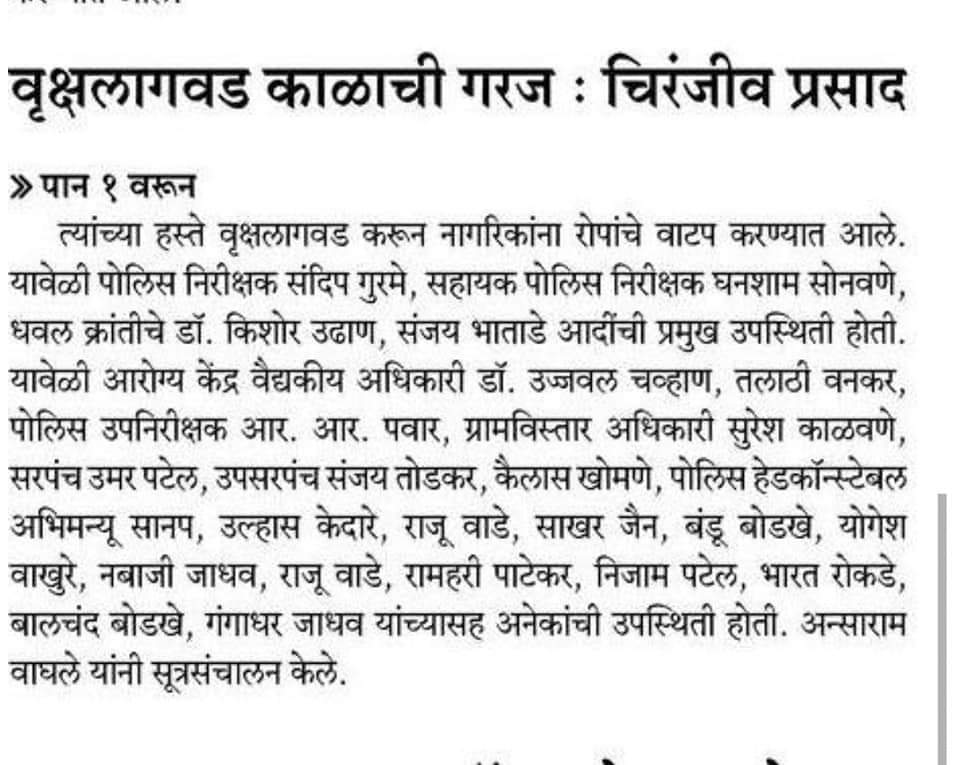 वृक्षलागवड काळाची गरज : चिरंजीव प्रसाद
» पान १ वरून
त्यांच्या हस्ते वृक्षलागवड करून नागरिकांना रोपांचे वाटप करण्यात आले.
यावेळी पोलिस निरीक्षक संदिप गुरमे, सहायक पोलिस निरीक्षक घनशाम सोनवणे,
धवल क्रांतीचे डॉ. किशोर उढाण, संजय भाताडे आदींची प्रमुख उपस्थिती होती.
यावेळी आरोग्य केंद्र वैद्यकीय अधिकारी डॉ. उज्जवल चव्हाण, तलाठी वनकर,
पोलिस उपनिरीक्षक आर. आर. पवार, ग्रामविस्तार अधिकारी सुरेश काळवणे,
सरपंच उमर पटेल, उपसरपंच संजय तोडकर, कैलास खोमणे, पोलिस हेडकॉन्स्टेबल
अभिमन्यू सानप, उल्हास केदारे, राजू वाडे, साखर जैन, बंडू बोडखे, योगेश
वाखुरे, नबाजी जाधव, राजू वाडे, रामहरी पाटेकर, निजाम पटेल, भारत रोकडे,
बालचंद बोडखे, गंगाधर जाधव यांच्यासह अनेकांची उपस्थिती होती. अन्साराम
वाघले यांनी सूत्रसंचालन केले.